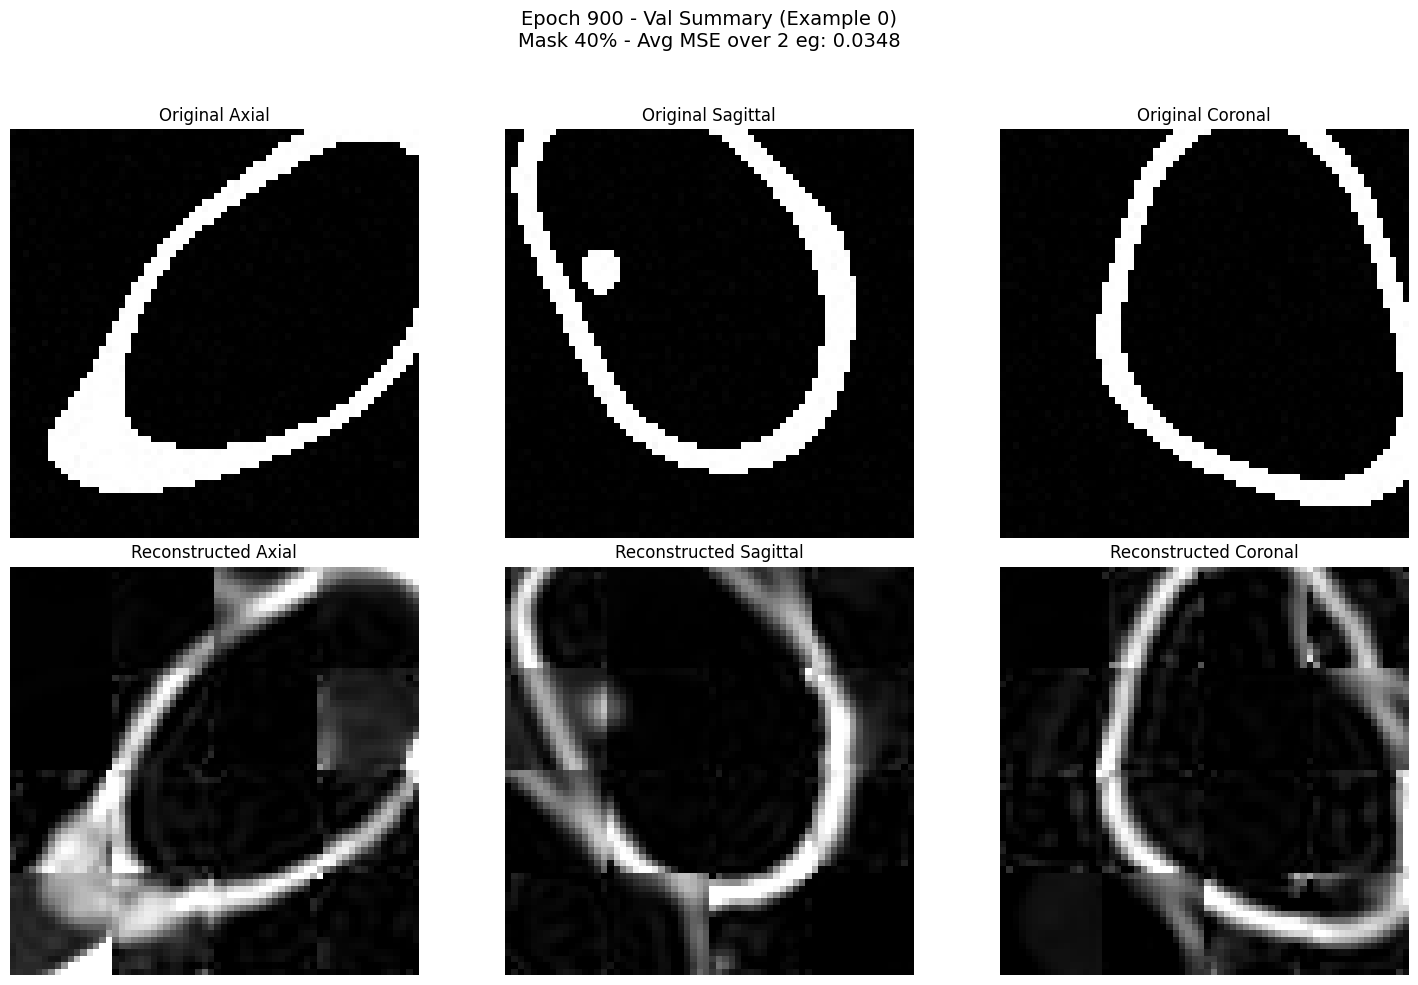 Epoch 900 - Val Summary (Example 0)
Mask 40% - Avg MSE over 2 eg: 0.0348
Original Axial
Original Sagittal
Original Coronal
Reconstructed Axial
Reconstructed Sagittal
Reconstructed Coronal